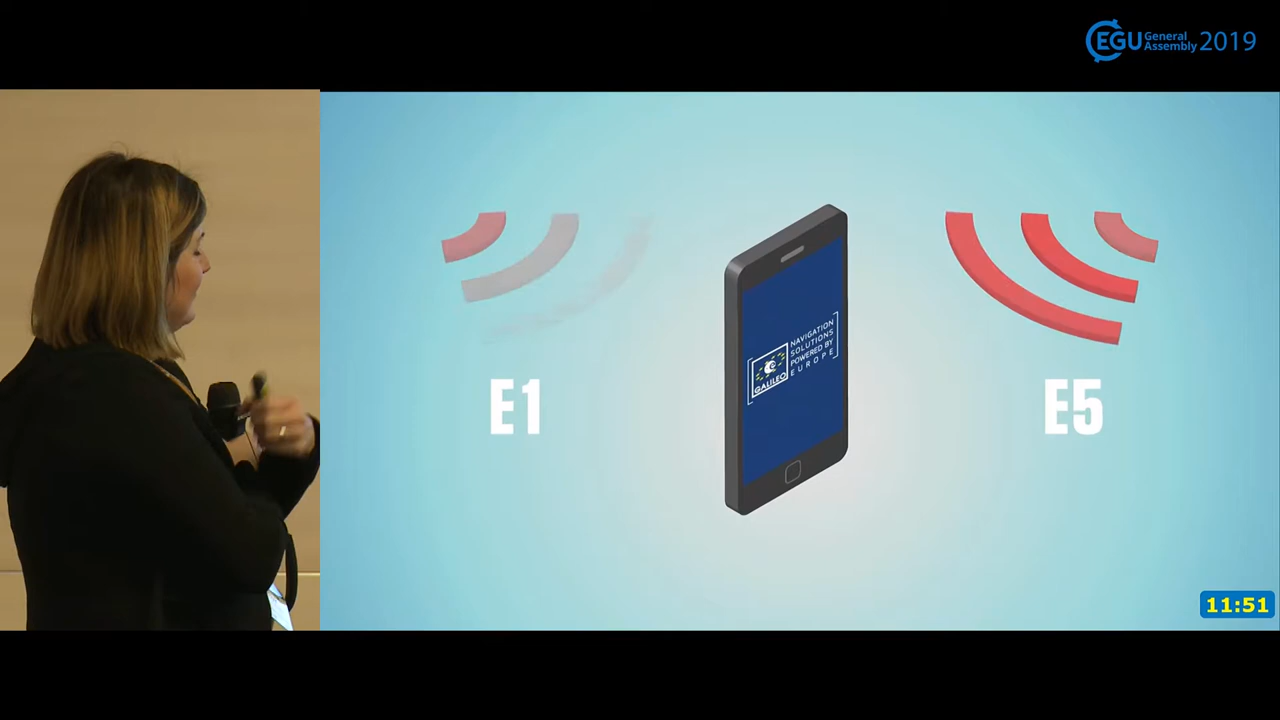 EGU General Assembly 2019
E1
NAVIGATION
SOLUTIONS
POWERED BY
EUROPE
GALILEO
E5
11:51